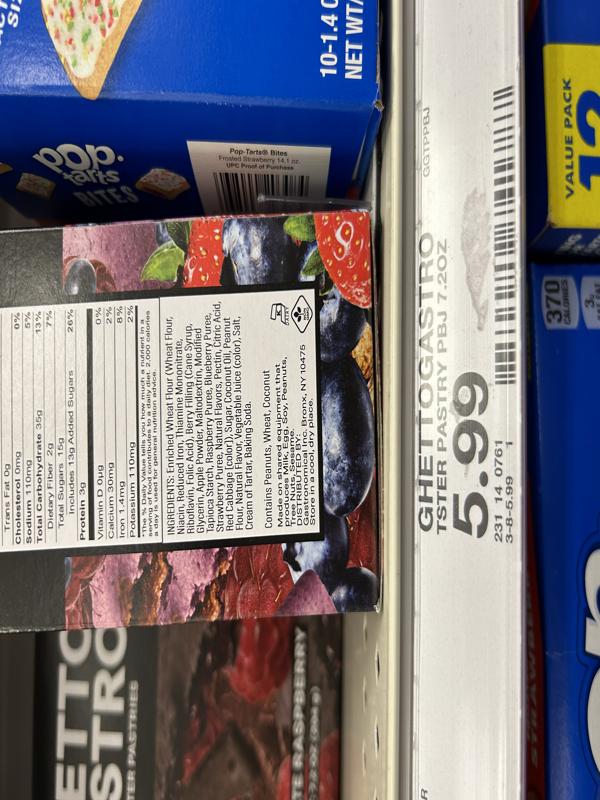 10-1.4 O
NET WT
pop.
tarts
BITES
Pop-Tarts® Bites
Frosted Strawberry 14.1 oz.
UPC Proof of Purchase
Trans Fat 0g
Cholesterol 0mg 0%
Sodium 110mg 5%
Total Carbohydrate 35g 13%
Dietary Fiber 2g 7%
Total Sugars 15g
Includes 13g Added Sugars 26%
Protein 3g
Vitamin D 0ug 0%
Calcium 30mg 2%
Iron 1.4mg 8%
Potassium 110mg 2%
*The % Daily Value tells you how much a nutrient in a
serving of food contributes to a daily diet. 2,000 calories
a day is used for general nutrition advice.
INGREDIENTS: Enriched Wheat Flour (Wheat Flour,
Niacin, Reduced Iron, Thiamine Mononitrate,
Riboflavin, Folic Acid), Berry Filling (Cane Syrup,
Glycerin, Apple Powder, Maltodextrin, Modified
Tapioca Starch, Raspberry Puree, Blueberry Puree,
Strawberry Puree, Natural Flavors, Pectin, Citric Acid,
Red Cabbage [color]), Sugar, Coconut Oil, Peanut
Flour, Natural Flavor, Vegetable Juice (color), Salt,
Cream of Tartar, Baking Soda.
Contains Peanuts, Wheat, Coconut
Made on shared equipment that
produces Milk, Egg, Soy, Peanuts,
Treats, Sesame.
DISTRIBUTED BY:
Gastronomical Inc. Bronx, NY 10475
Store in a cool, dry place.
ETTO
STRO
TER PASTRIES
TE RASPBERRY
GGTPPBJ
GHETTOGASTRO
TSTER PASTRY PBJ 7.2OZ
5.99
231 14 0761
3-8-5.99 1
R
VALUE PACK
12
370
CALORIES